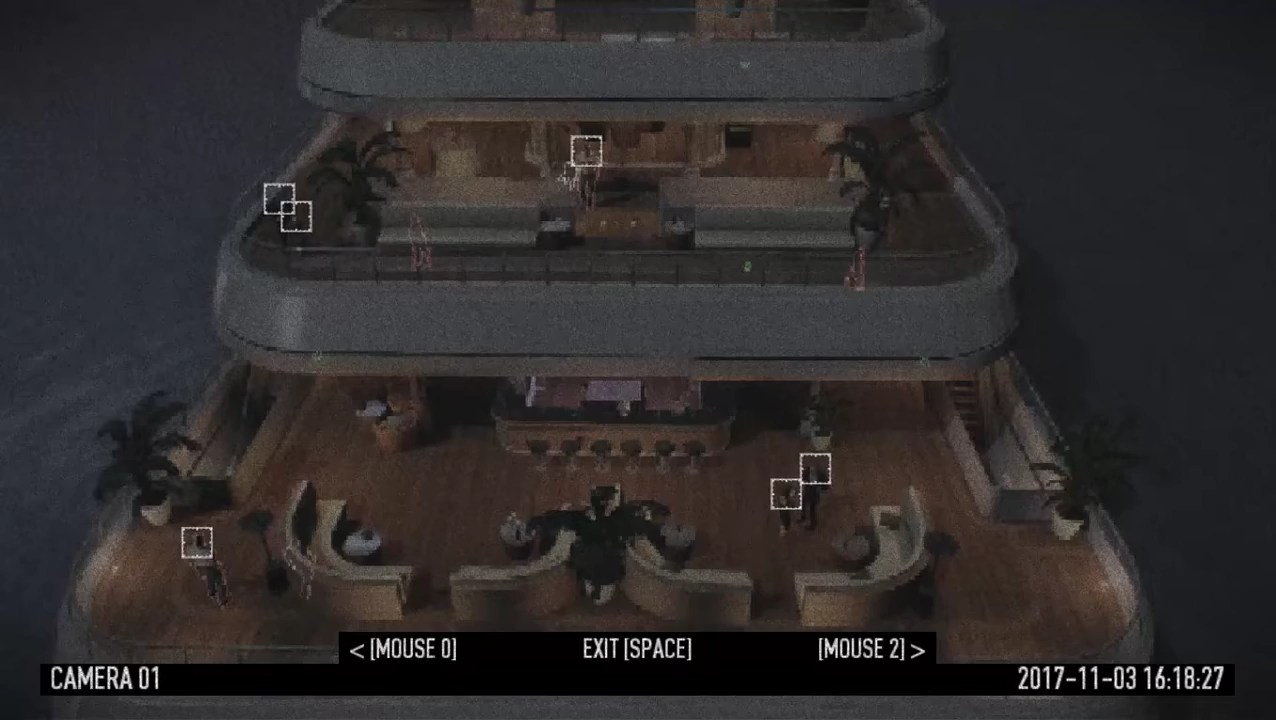 < [MOUSE 0] EXIT [SPACE] [MOUSE 2] >
CAMERA 01 2017-11-03 16:18:27